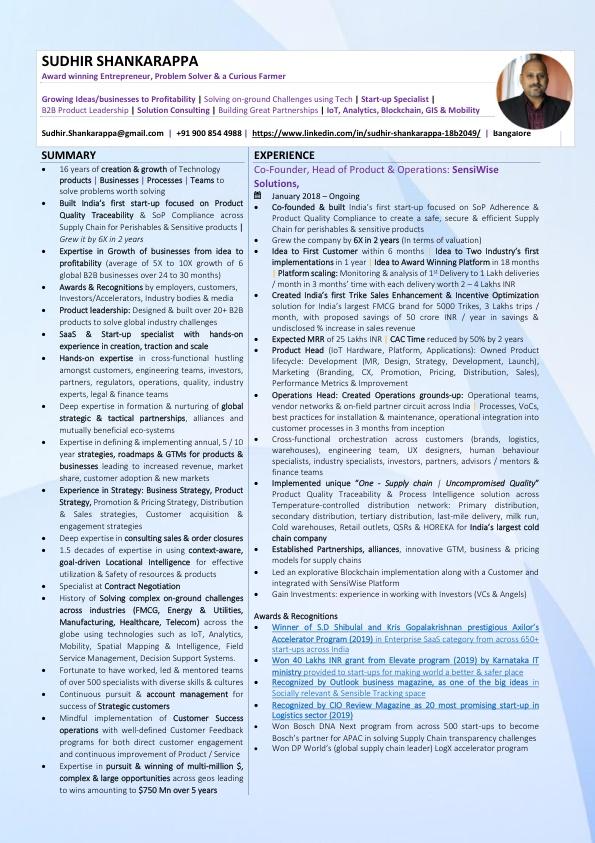 SUDHIR SHANKARAPPA
Award winning Entrepreneur, Problem Solver & a Curious Farmer
Growing Ideas/businesses to Profitability | Solving on-ground Challenges using Tech | Start-up Specialist |
B2B Product Leadership | Solution Consulting | Building Great Partnerships | IoT, Analytics, Blockchain, GIS & Mobility
Sudhir.Shankarappa@gmail.com | +91 900 854 4988 | https://www.linkedin.com/in/sudhir-shankarappa-18b2049/ | Bangalore
SUMMARY
• 16 years of creation & growth of Technology
products | Businesses | Processes | Teams to
solve problems worth solving
• Built India's first start-up focused on Product
Quality Traceability & SoP Compliance across
Supply Chain for Perishables & Sensitive products |
Grew it by 6X in 2 years
• Expertise in Growth of businesses from idea to
profitability (average of 5X to 10X growth of 6
global B2B businesses over 24 to 30 months)
• Awards & Recognitions by employers, customers,
Investors/Accelerators, Industry bodies & media
• Product leadership: Designed & built over 20+ B2B
products to solve global industry challenges
• SaaS & Start-up specialist with hands-on
experience in creation, traction and scale
• Hands-on expertise in cross-functional hustling
amongst customers, engineering teams, investors,
partners, regulators, operations, quality, industry
experts, legal & finance teams
• Deep expertise in formation & nurturing of global
strategic & tactical partnerships, alliances and
mutually beneficial eco-systems
• Expertise in defining & implementing annual, 5 / 10
year strategies, roadmaps & GTMs for products &
businesses leading to increased revenue, market
share, customer adoption & new markets
• Experience in Strategy: Business Strategy, Product
Strategy, Promotion & Pricing Strategy, Distribution
& Sales strategies, Customer acquisition &
engagement strategies
• Deep expertise in consulting sales & order closures
• 1.5 decades of expertise in using context-aware,
goal-driven Locational Intelligence for effective
utilization & Safety of resources & products
• Specialist at Contract Negotiation
• History of Solving complex on-ground challenges
across industries (FMCG, Energy & Utilities,
Manufacturing, Healthcare, Telecom) across the
globe using technologies such as IoT, Analytics,
Mobility, Spatial Mapping & Intelligence, Field
Service Management, Decision Support Systems.
• Fortunate to have worked, led & mentored teams
of over 500 specialists with diverse skills & cultures
• Continuous pursuit & account management for
success of Strategic customers
• Mindful implementation of Customer Success
operations with well-defined Customer Feedback
programs for both direct customer engagement
and continuous improvement of Product / Service
• Expertise in pursuit & winning of multi-million $,
complex & large opportunities across geos leading
to wins amounting to $750 Mn over 5 years
EXPERIENCE
Co-Founder, Head of Product & Operations: SensiWise
Solutions,
January 2018 – Ongoing
• Co-founded & built India's first start-up focused on SoP Adherence &
Product Quality Compliance to create a safe, secure & efficient Supply
Chain for perishables & sensitive products
• Grew the company by 6X in 2 years (In terms of valuation)
• Idea to First Customer within 6 months | Idea to Two Industry's first
implementations in 1 year | Idea to Award Winning Platform in 18 months
| Platform scaling: Monitoring & analysis of 1st Delivery to 1 Lakh deliveries
/ month in 3 months' time with each delivery worth 2 – 4 Lakhs INR
• Created India's first Trike Sales Enhancement & Incentive Optimization
solution for India's largest FMCG brand for 5000 Trikes, 3 Lakhs trips /
month, with proposed savings of 50 crore INR / year in savings &
undisclosed % increase in sales revenue
• Expected MRR of 25 Lakhs INR | CAC Time reduced by 50% by 2 years
• Product Head (IoT Hardware, Platform, Applications): Owned Product
lifecycle: Development (MR, Design, Strategy, Development, Launch),
Marketing (Branding, CX, Promotion, Pricing, Distribution, Sales),
Performance Metrics & Improvement
• Operations Head: Created Operations grounds-up: Operational teams,
vendor networks & on-field partner circuit across India | Processes, VoCs,
best practices for installation & maintenance, operational integration into
customer processes in 3 months from inception
• Cross-functional orchestration across customers (brands, logistics,
warehouses), engineering team, UX designers, human behaviour
specialists, industry specialists, investors, partners, advisors / mentors &
finance teams
• Implemented unique "One - Supply chain | Uncompromised Quality"
Product Quality Traceability & Process Intelligence solution across
Temperature-controlled distribution network: Primary distribution,
secondary distribution, tertiary distribution, last-mile delivery, milk run,
Cold warehouses, Retail outlets, QSRs & HOREKA for India's largest cold
chain company
• Established Partnerships, alliances, innovative GTM, business & pricing
models for supply chains
• Led an explorative Blockchain implementation along with a Customer and
integrated with SensiWise Platform
• Gain Investments: experience in working with Investors (VCs & Angels)
Awards & Recognitions
• Winner of S.D Shibulal and Kris Gopalakrishnan prestigious Axilor's
Accelerator Program (2019) in Enterprise SaaS category from across 650+
start-ups across India
• Won 40 Lakhs INR grant from Elevate program (2019) by Karnataka IT
ministry provided to start-ups for making world a better & safer place
• Recognized by Outlook business magazine, as one of the big ideas in
Socially relevant & Sensible Tracking space
• Recognized by CIO Review Magazine as 20 most promising start-up in
Logistics sector (2019)
• Won Bosch DNA Next program from across 500 start-ups to become
Bosch's partner for APAC in solving Supply Chain transparency challenges
• Won DP World's (global supply chain leader) LogX accelerator program